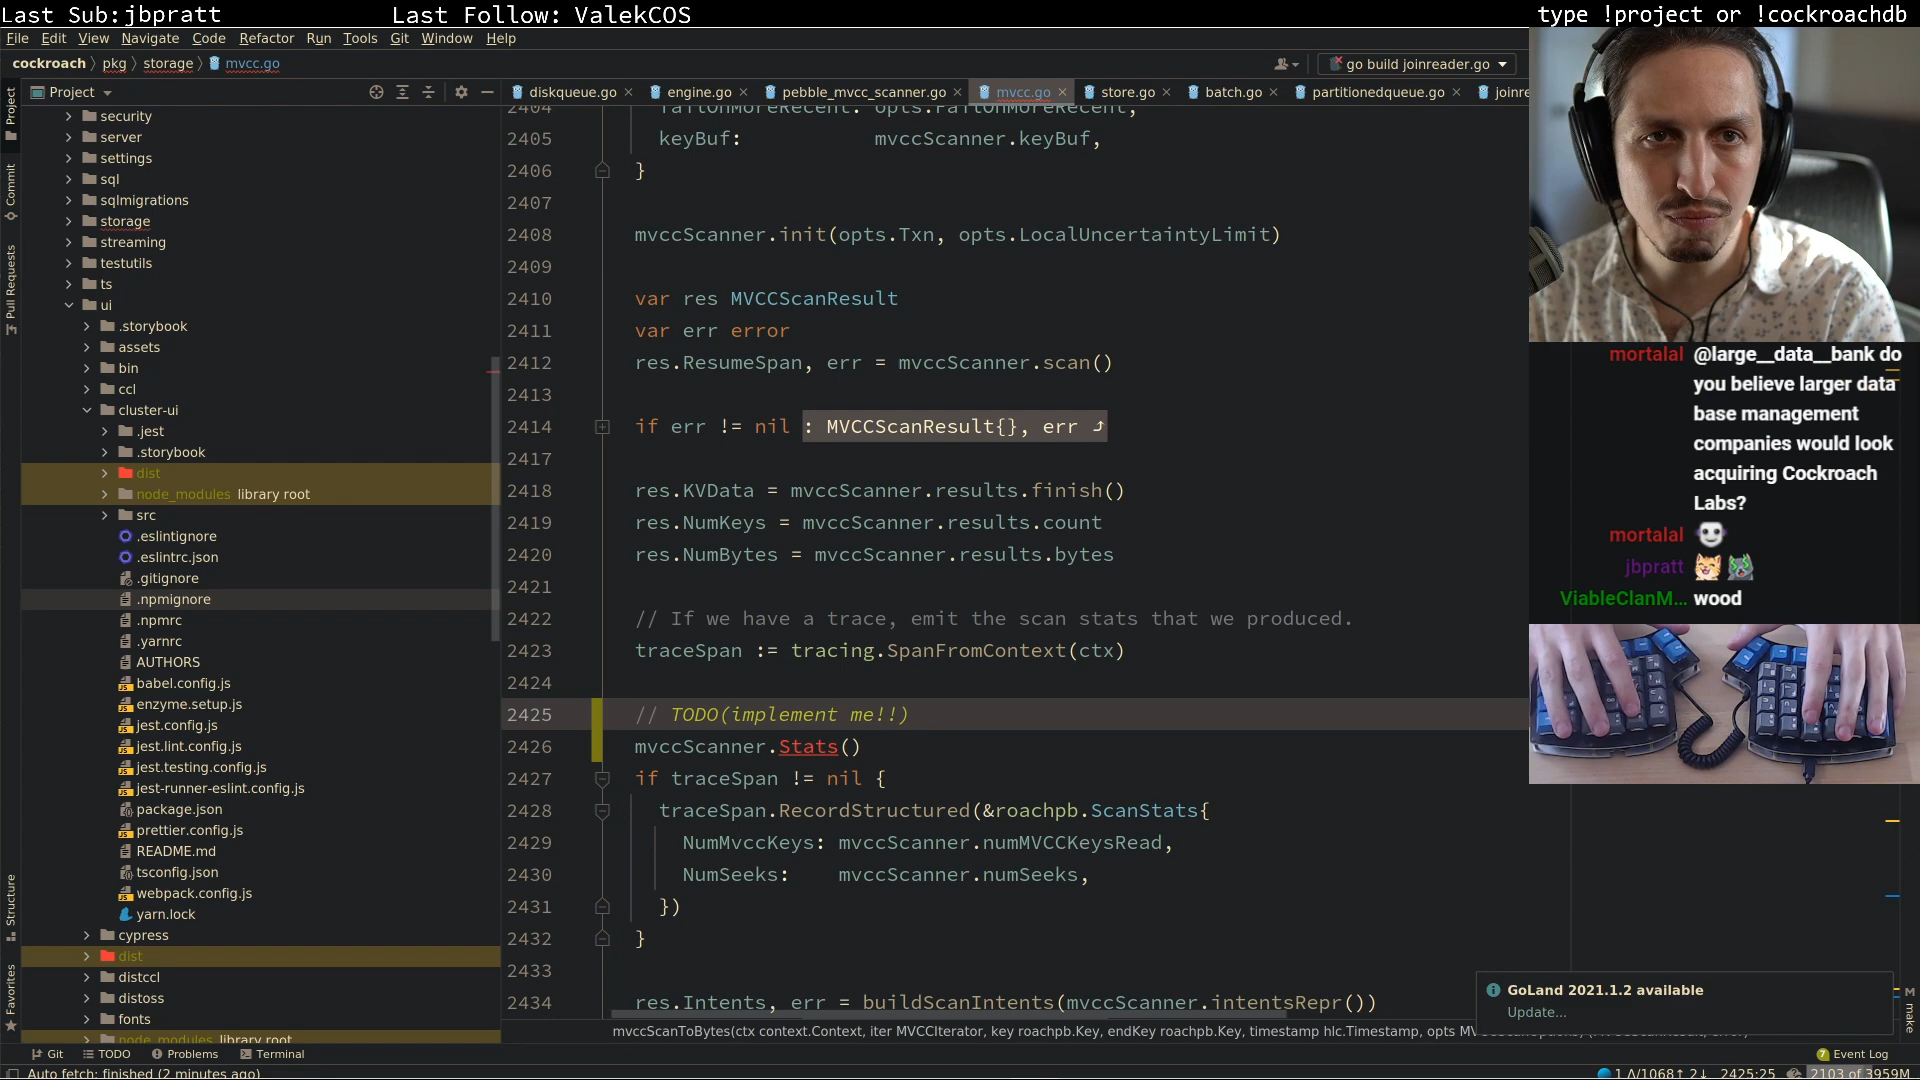 Last Sub:jbpratt
Last Follow: ValekCOS
type !project or !cockroachdb
File Edit View Navigate Code Refactor Run Tools Git Window Help
cockroach pkg storage mvcc.go
go build joinreader.go
Project
diskqueue.go engine.go pebble_mvcc_scanner.go mvcc.go store.go batch.go partitionedqueue.go joinre
Project
Commit
Pull Requests
Structure
Favorites
security
server
settings
sql
sqlmigrations
storage
streaming
testutils
ts
ui
.storybook
assets
bin
ccl
cluster-ui
.jest
.storybook
dist
node_modules library root
src
.eslintignore
.eslintrc.json
.gitignore
.npmignore
.npmrc
.yarnrc
AUTHORS
babel.config.js
enzyme.setup.js
jest.config.js
jest.lint.config.js
jest.testing.config.js
jest-runner-eslint.config.js
package.json
prettier.config.js
README.md
tsconfig.json
webpack.config.js
yarn.lock
cypress
dist
distccl
distoss
fonts
node_modules library root
2404 failOnMoreRecent: opts.FailOnMoreRecent,
2405 keyBuf: mvccScanner.keyBuf,
2406 }
2407
2408 mvccScanner.init(opts.Txn, opts.LocalUncertaintyLimit)
2409
2410 var res MVCCScanResult
2411 var err error
2412 res.ResumeSpan, err = mvccScanner.scan()
2413
2414 if err != nil : MVCCScanResult{}, err
2417
2418 res.KVData = mvccScanner.results.finish()
2419 res.NumKeys = mvccScanner.results.count
2420 res.NumBytes = mvccScanner.results.bytes
2421
2422 // If we have a trace, emit the scan stats that we produced.
2423 traceSpan := tracing.SpanFromContext(ctx)
2424
2425 // TODO(implement me!!)
2426 mvccScanner.Stats()
2427 if traceSpan != nil {
2428 traceSpan.RecordStructured(&roachpb.ScanStats{
2429 NumMvccKeys: mvccScanner.numMVCCKeysRead,
2430 NumSeeks: mvccScanner.numSeeks,
2431 })
2432 }
2433
2434 res.Intents, err = buildScanIntents(mvccScanner.intentsRepr())
mvccScanToBytes(ctx context.Context, iter MVCCIterator, key roachpb.Key, endKey roachpb.Key, timestamp hlc.Timestamp, opts
mortalal @large__data__bank do
you believe larger data
base management
companies would look
acquiring Cockroach
Labs?
mortalal
jbpratt
ViableClanM... wood
GoLand 2021.1.2 available
Update...
make
Git TODO Problems Terminal
7 Event Log
Auto fetch: finished (2 minutes ago)
1 Λ/1068↑ 2↓ 2425:25 2103 of 3959M